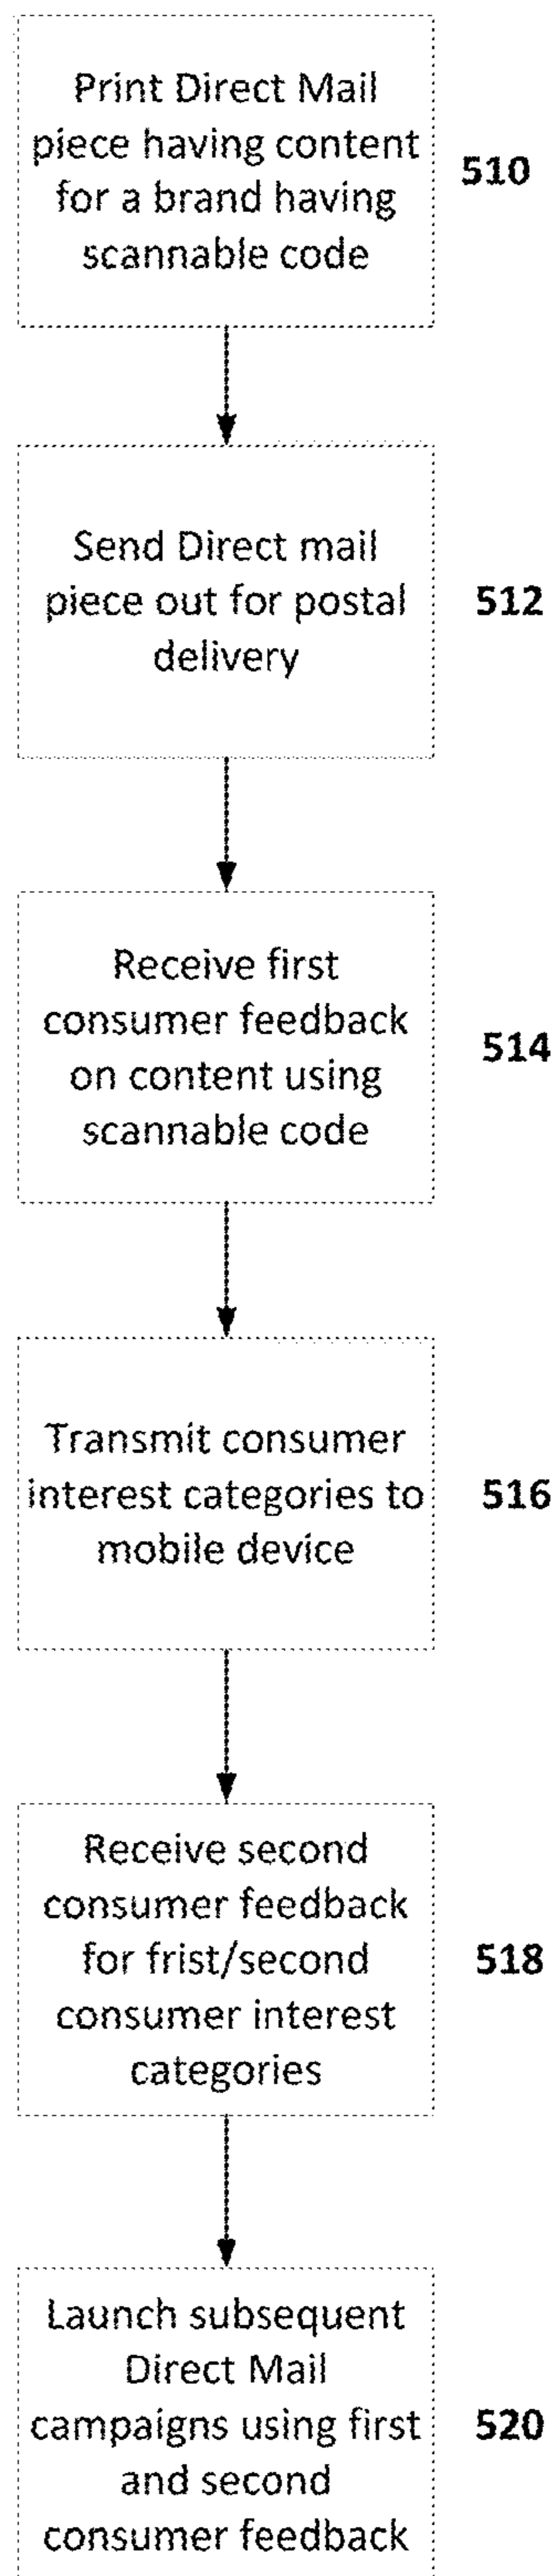 Print Direct Mail
piece having content
for a brand having
scannable code
510
Send Direct mail
piece out for postal
delivery
512
Receive first
consumer feedback
on content using
scannable code
514
Transmit consumer
interest categories to
mobile device
516
Receive second
consumer feedback
for frist/second
consumer interest
categories
518
Launch subsequent
Direct Mail
campaigns using first
and second
consumer feedback
520